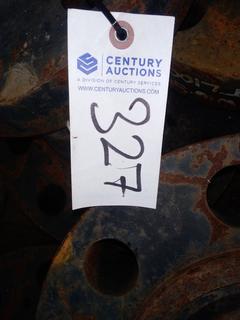 CENTURY
AUCTIONS
A DIVISION OF CENTURY SERVICES
WWW.CENTURYAUCTIONS.COM
327